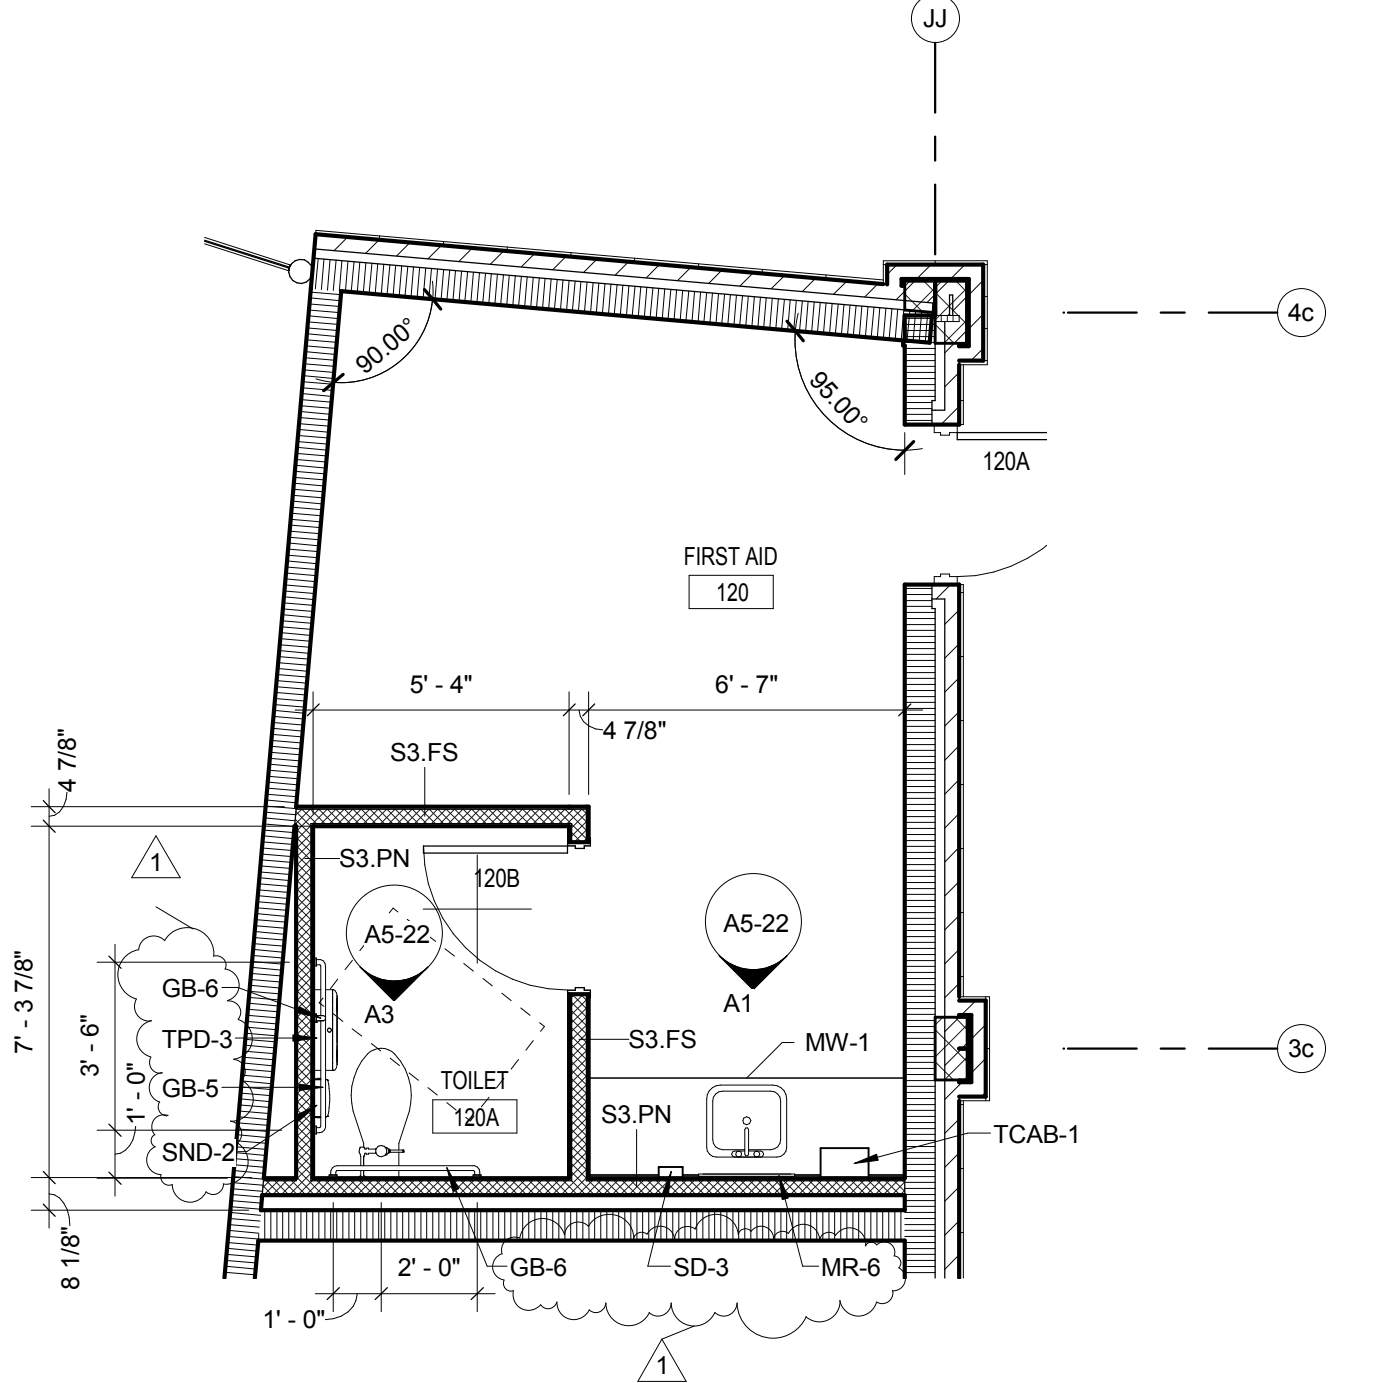 JJ
4c
90.00°
95.00°
120A
FIRST AID
120
5' - 4"
6' - 7"
4 7/8"
S3.FS
4 7/8"
1
S3.PN
120B
A5-22
A5-22
A3
A1
7' - 3 7/8"
3' - 6"
1' - 0"
GB-6
TPD-3
GB-5
SND-2
S3.FS
MW-1
3c
TOILET
120A
S3.PN
TCAB-1
8 1/8"
2' - 0"
GB-6
SD-3
MR-6
1' - 0"
1